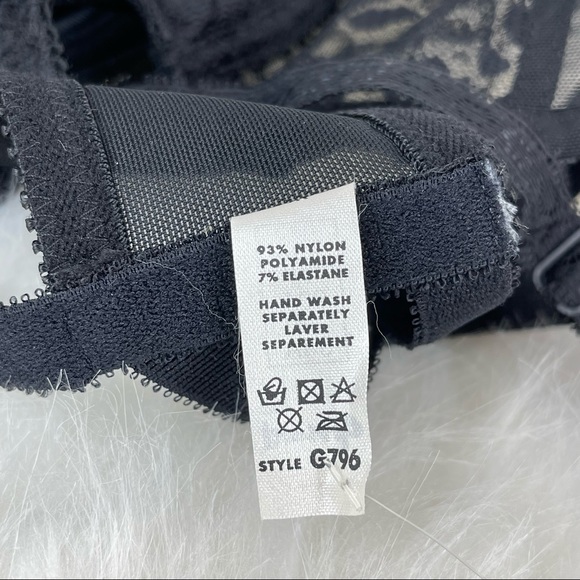 93% NYLON
POLYAMIDE
7% ELASTANE
HAND WASH
SEPARATELY
LAVER
SEPAREMENT
STYLE G796